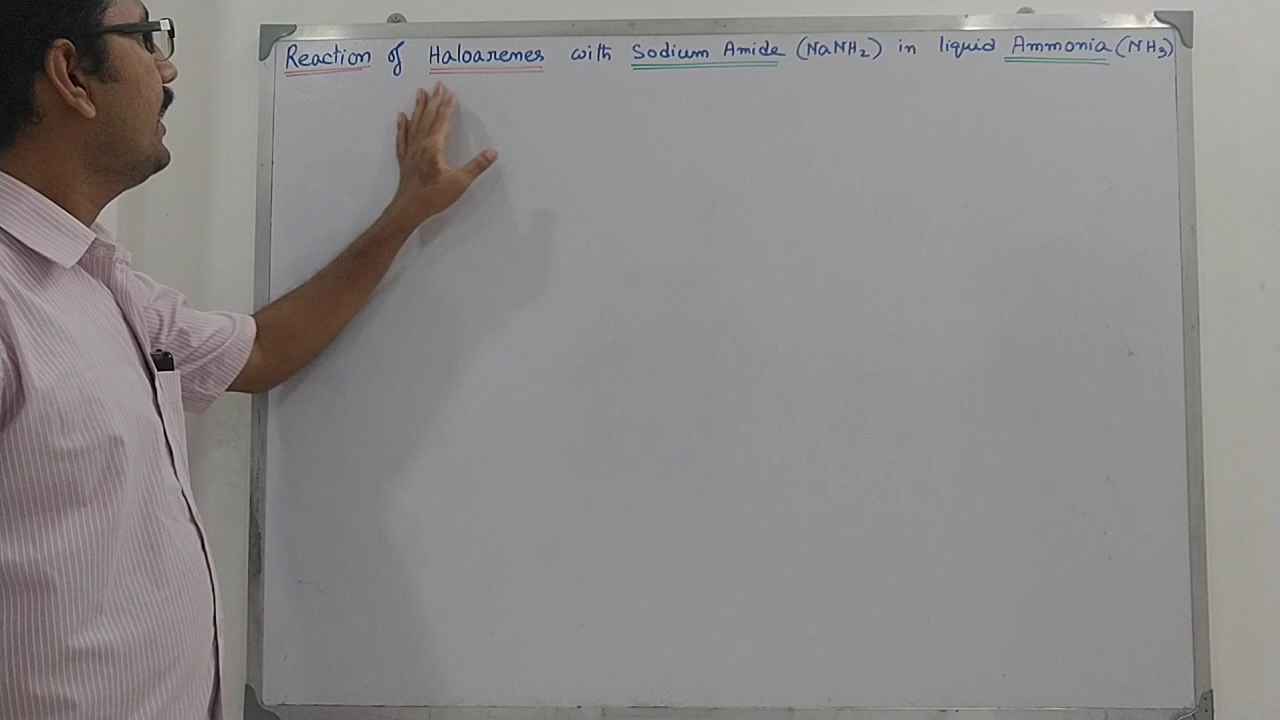 Reaction of Haloarenes with Sodium Amide (NaNH2) in liquid Ammonia (NH3)